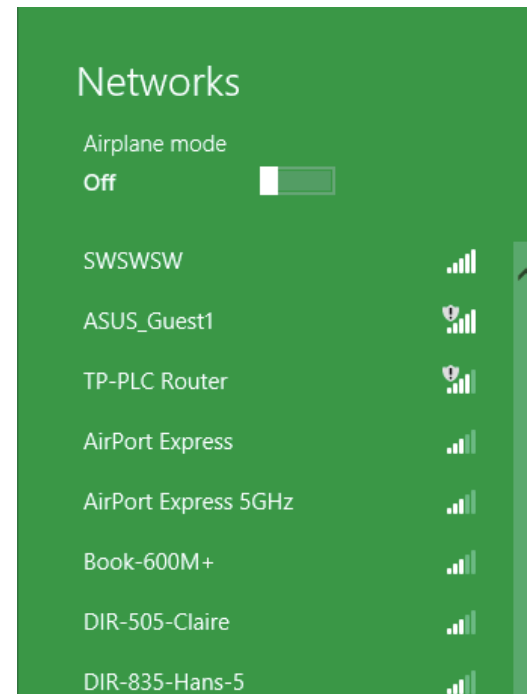 Networks
Airplane mode
Off
SWSWSW
ASUS_Guest1
TP-PLC Router
AirPort Express
AirPort Express 5GHz
Book-600M+
DIR-505-Claire
DIR-835-Hans-5